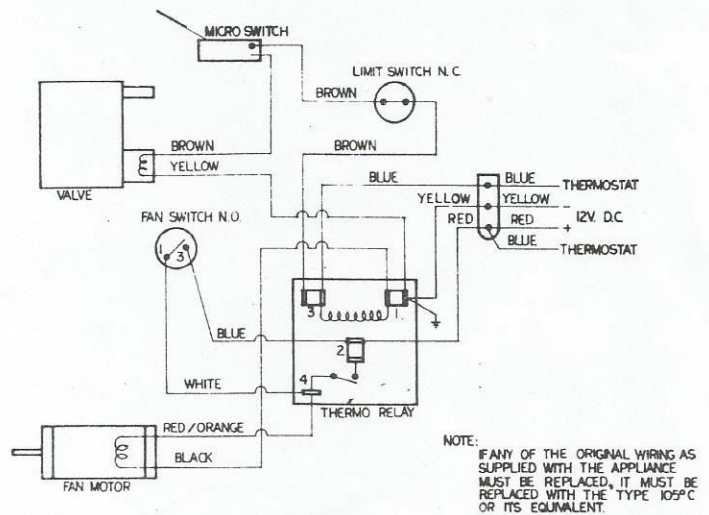 MICRO SWITCH
LIMIT SWITCH N.C.
BROWN
BROWN
BROWN
YELLOW
VALVE
BLUE
BLUE
THERMOSTAT
YELLOW
YELLOW
-
12V. D.C
RED
RED
+
BLUE
THERMOSTAT
FAN SWITCH N.O.
1
3
3
1
BLUE
2
WHITE
4
THERMO RELAY
RED/ORANGE
BLACK
FAN MOTOR
NOTE:
IF ANY OF THE ORIGINAL WIRING AS
SUPPLIED WITH THE APPLIANCE
MUST BE REPLACED, IT MUST BE
REPLACED WITH THE TYPE 105°C
OR ITS EQUIVALENT.